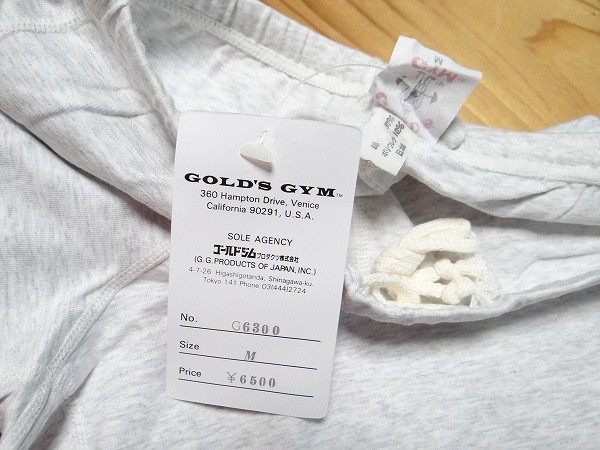 GOLD'S GYM™
360 Hampton Drive, Venice
California 90291, U.S.A.
SOLE AGENCY
ゴールドジム プロダクツ株式会社
(G.G. PRODUCTS OF JAPAN, INC.)
4-7-26 Higashigotanda, Shinagawa-ku.
Tokyo 141 Phone:03(444)2724
No. G6300
Size M
Price ¥6500
M